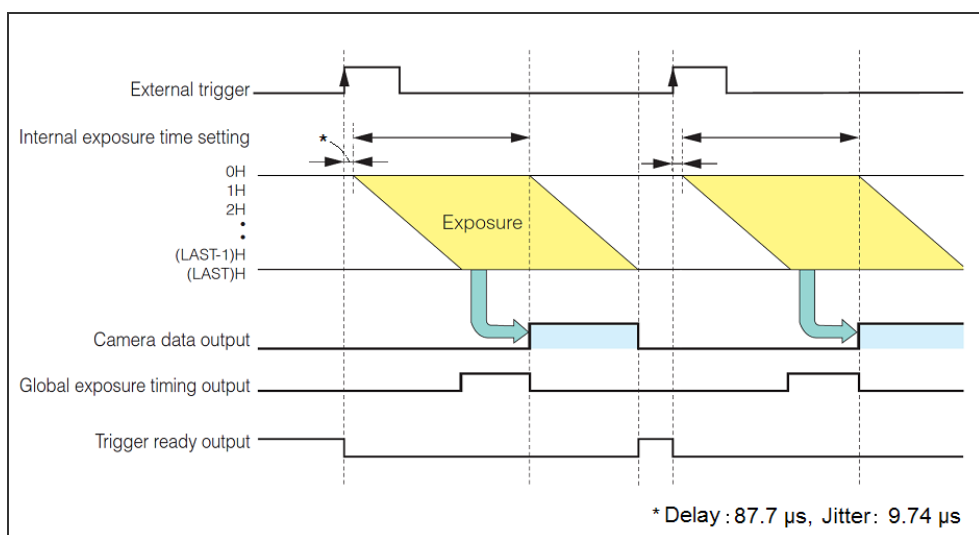 External trigger
Internal exposure time setting
*
0H
1H
2H
•
•
(LAST-1)H
(LAST)H
Exposure
Camera data output
Global exposure timing output
Trigger ready output
* Delay : 87.7 µs, Jitter: 9.74 µs